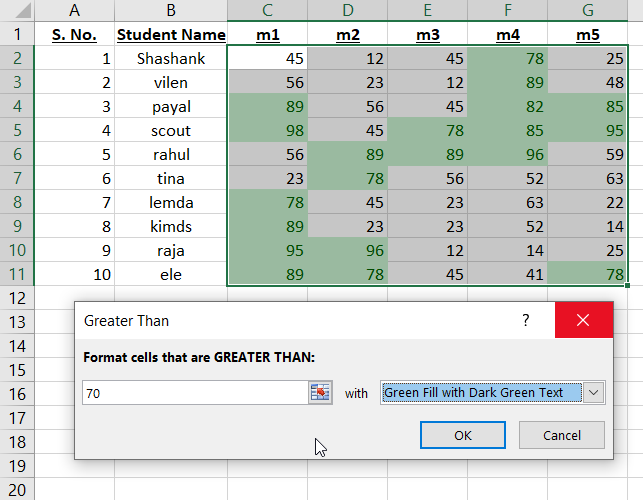 A B C D E F G
1 S. No. Student Name m1 m2 m3 m4 m5
2 1 Shashank 45 12 45 78 25
3 2 vilen 56 23 12 89 48
4 3 payal 89 56 45 82 85
5 4 scout 98 45 78 85 95
6 5 rahul 56 89 89 96 59
7 6 tina 23 78 56 52 63
8 7 lemda 78 45 23 63 22
9 8 kimds 89 23 23 52 14
10 9 raja 95 96 12 14 25
11 10 ele 89 78 45 41 78
12
13 Greater Than ?
14
15 Format cells that are GREATER THAN:
16 70 with Green Fill with Dark Green Text
17
18 OK Cancel
19
20